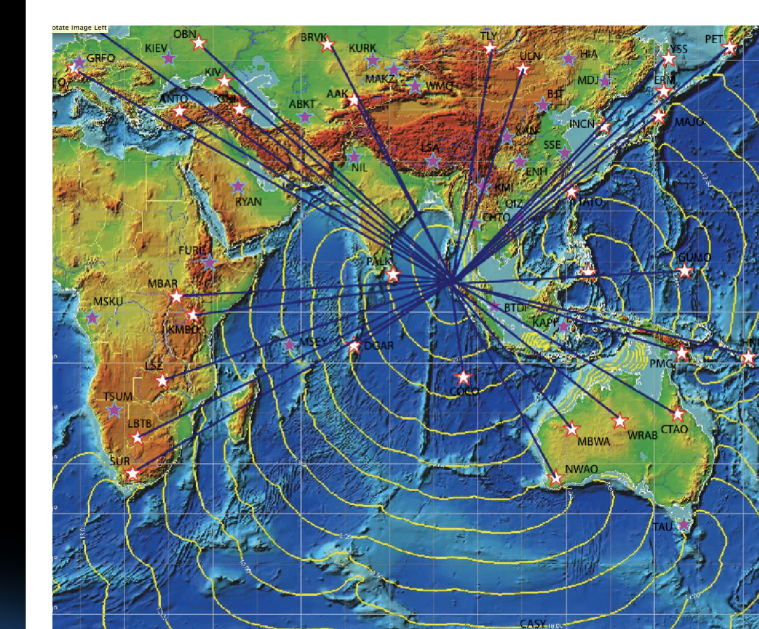 otate Image Left
OBN
KIEV
BRVK
KURK
TLY
ULN
HIA
YSS
PET
GRFO
KIV
MAKZ
WMQ
AAK
MDJ
ERM
ANTO
ABKT
BJT
INCN
MAJO
XAN
SSE
LSA
NIL
ENH
RYAN
KMI
QIZ
CHTO
TATO
FURI
PALK
GUMO
MBAR
MSKU
KMBO
BTDF
KAPI
MSEY
DGAR
PMG
LSZ
COCO
TSUM
LBTB
MBWA
WRAB
CTAO
SUR
NWAO
TAU
CASY